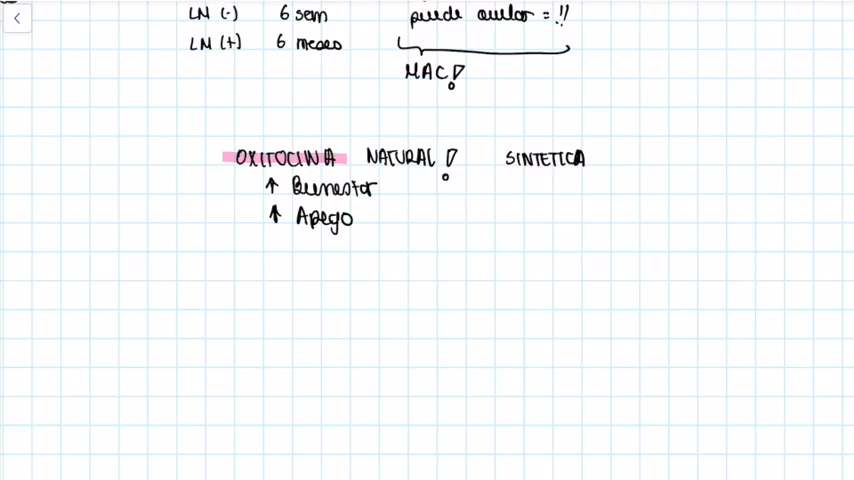 LM (-) 6 sem puede ovular = !!
LM (+) 6 meses
MAC!
OXITOCINA NATURAL! SINTETICA
↑ Bienestar
↑ Apego